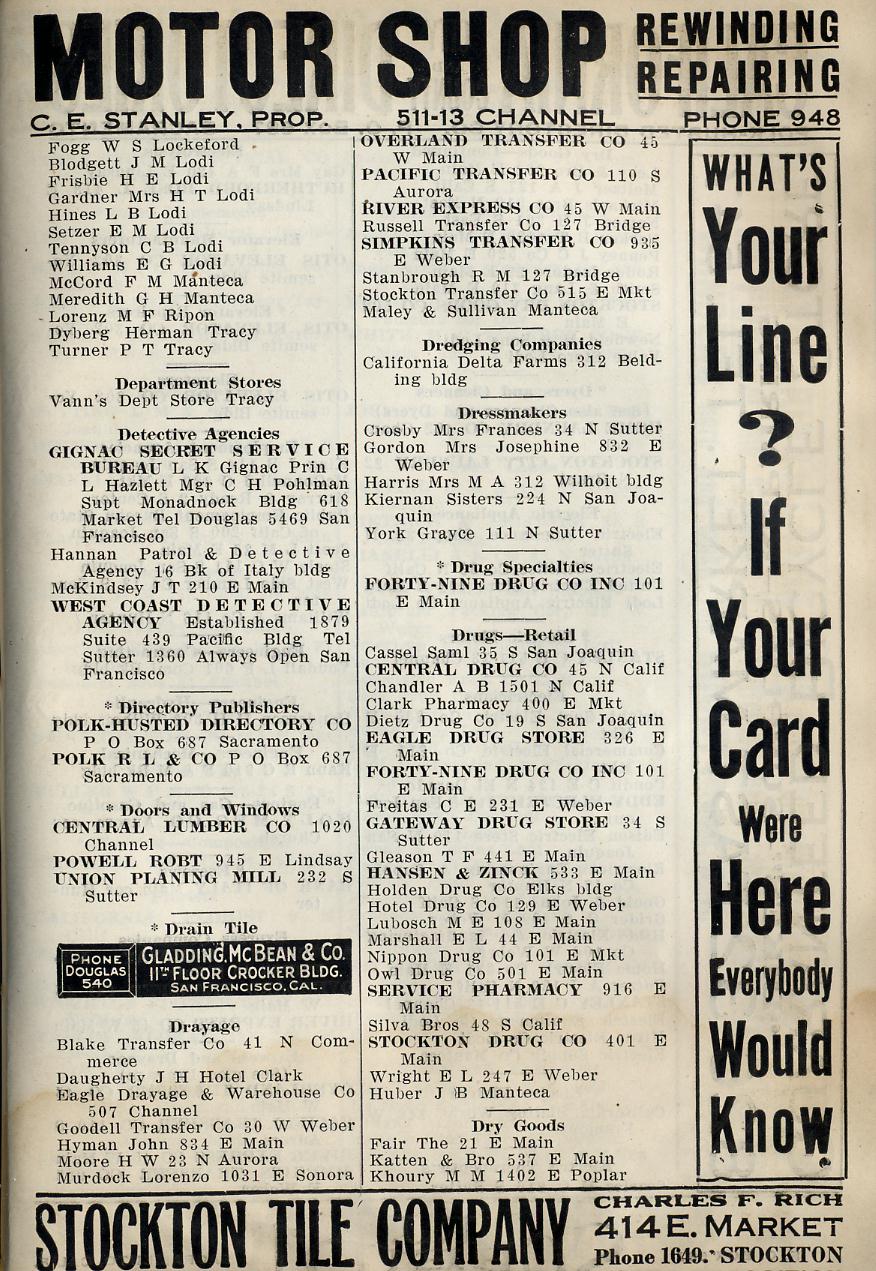 MOTOR SHOP
REWINDING
REPAIRING
C. E. STANLEY, PROP. 511-13 CHANNEL PHONE 948
Fogg W S Lockeford
Blodgett J M Lodi
Frisbie H E Lodi
Gardner Mrs H T Lodi
Hines L B Lodi
Setzer E M Lodi
Tennyson C B Lodi
Williams E G Lodi
McCord F M Manteca
Meredith G H Manteca
Lorenz M F Ripon
Dyberg Herman Tracy
Turner P T Tracy
Department Stores
Vann's Dept Store Tracy
Detective Agencies
GIGNAC SECRET SERVICE
BUREAU L K Gignac Prin C
L Hazlett Mgr C H Pohlman
Supt Monadnock Bldg 618
Market Tel Douglas 5469 San
Francisco
Hannan Patrol & Detective
Agency 16 Bk of Italy bldg
McKindsey J T 210 E Main
WEST COAST DETECTIVE
AGENCY Established 1879
Suite 439 Pacific Bldg Tel
Sutter 1360 Always Open San
Francisco
* Directory Publishers
POLK-HUSTED DIRECTORY CO
P O Box 687 Sacramento
POLK R L & CO P O Box 687
Sacramento
* Doors and Windows
CENTRAL LUMBER CO 1020
Channel
POWELL ROBT 945 E Lindsay
UNION PLANING MILL 232 S
Sutter
* Drain Tile
PHONE
DOUGLAS
540
GLADDING, McBEAN & Co.
11TH FLOOR CROCKER BLDG.
SAN FRANCISCO, CAL.
Drayage
Blake Transfer Co 41 N Com-
merce
Daugherty J H Hotel Clark
Eagle Drayage & Warehouse Co
507 Channel
Goodell Transfer Co 30 W Weber
Hyman John 834 E Main
Moore H W 23 N Aurora
Murdock Lorenzo 1031 E Sonora
OVERLAND TRANSFER CO 45
W Main
PACIFIC TRANSFER CO 110 S
Aurora
RIVER EXPRESS CO 45 W Main
Russell Transfer Co 127 Bridge
SIMPKINS TRANSFER CO 935
E Weber
Stanbrough R M 127 Bridge
Stockton Transfer Co 515 E Mkt
Maley & Sullivan Manteca
Dredging Companies
California Delta Farms 312 Beld-
ing bldg
Dressmakers
Crosby Mrs Frances 34 N Sutter
Gordon Mrs Josephine 832 E
Weber
Harris Mrs M A 312 Wilhoit bldg
Kiernan Sisters 224 N San Joa-
quin
York Grayce 111 N Sutter
* Drug Specialties
FORTY-NINE DRUG CO INC 101
E Main
Drugs—Retail
Cassel Saml 35 S San Joaquin
CENTRAL DRUG CO 45 N Calif
Chandler A B 1501 N Calif
Clark Pharmacy 400 E Mkt
Dietz Drug Co 19 S San Joaquin
EAGLE DRUG STORE 326 E
Main
FORTY-NINE DRUG CO INC 101
E Main
Freitas C E 231 E Weber
GATEWAY DRUG STORE 34 S
Sutter
Gleason T F 441 E Main
HANSEN & ZINCK 533 E Main
Holden Drug Co Elks bldg
Hotel Drug Co 129 E Weber
Lubosch M E 108 E Main
Marshall E L 44 E Main
Nippon Drug Co 101 E Mkt
Owl Drug Co 501 E Main
SERVICE PHARMACY 916 E
Main
Silva Bros 48 S Calif
STOCKTON DRUG CO 401 E
Main
Wright E L 247 E Weber
Huber J B Manteca
Dry Goods
Fair The 21 E Main
Katten & Bro 537 E Main
Khoury M M 1402 E Poplar
WHAT'S
Your
Line
?
If
Your
Card
Were
Here
Everybody
Would
Know
STOCKTON TILE COMPANY
CHARLES F. RICH
414 E. MARKET
Phone 1649. STOCKTON